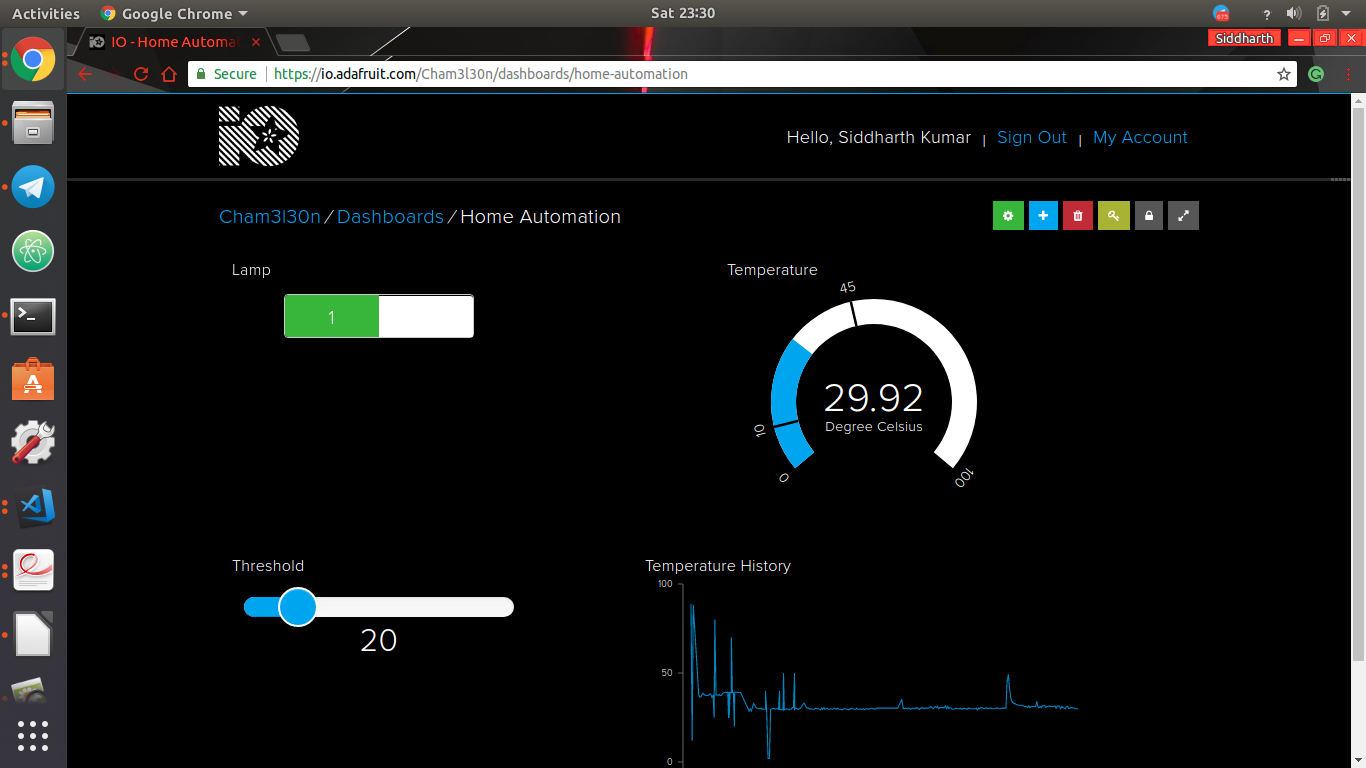 Activities Google Chrome Sat 23:30 673 ?
IO - Home Automa Siddharth
Secure https://io.adafruit.com/Cham3l30n/dashboards/home-automation
iO
Hello, Siddharth Kumar | Sign Out | My Account
Cham3l30n / Dashboards / Home Automation
Lamp
1
Temperature
45
29.92
Degree Celsius
10
0
100
Threshold
20
Temperature History
100
50
0